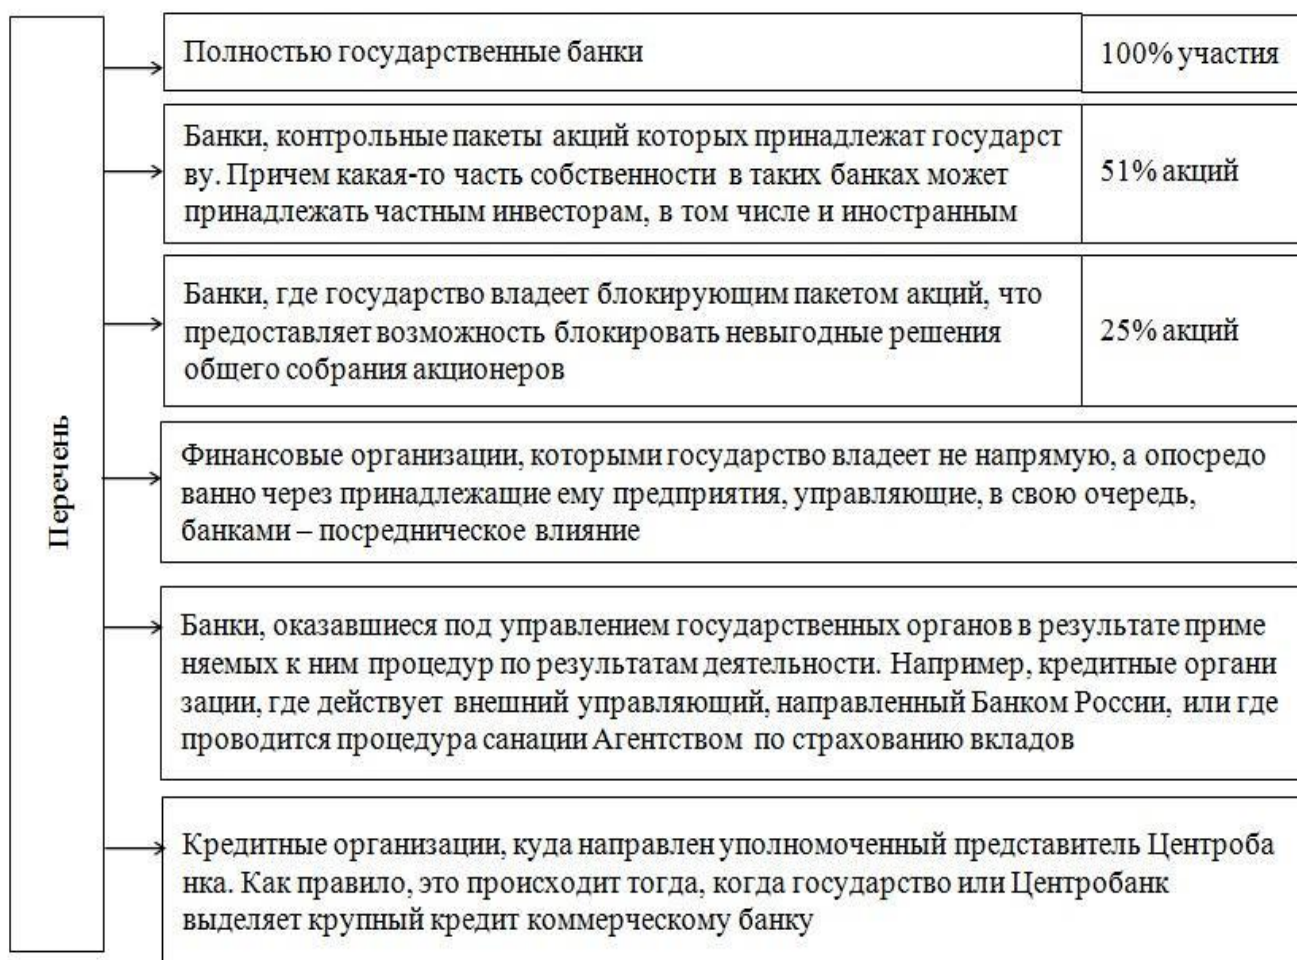 Перечень
Полностью государственные банки
100% участия
Банки, контрольные пакеты акций которых принадлежат государст
ву. Причем какая-то часть собственности в таких банках может
принадлежать частным инвесторам, в том числе и иностранным
51% акций
Банки, где государство владеет блокирующим пакетом акций, что
предоставляет возможность блокировать невыгодные решения
общего собрания акционеров
25% акций
Финансовые организации, которыми государство владеет не напрямую, а опосредо
ванно через принадлежащие ему предприятия, управляющие, в свою очередь,
банками – посредническое влияние
Банки, оказавшиеся под управлением государственных органов в результате приме
няемых к ним процедур по результатам деятельности. Например, кредитные органи
зации, где действует внешний управляющий, направленный Банком России, или где
проводится процедура санации Агентством по страхованию вкладов
Кредитные организации, куда направлен уполномоченный представитель Центроба
нка. Как правило, это происходит тогда, когда государство или Центробанк
выделяет крупный кредит коммерческому банку